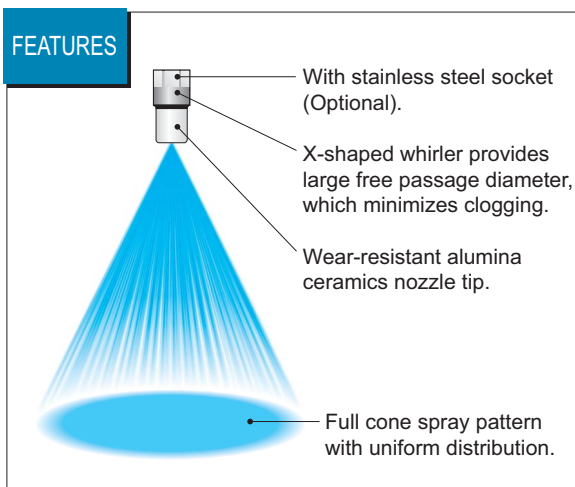 FEATURES
With stainless steel socket
(Optional).
X-shaped whirler provides
large free passage diameter,
which minimizes clogging.
Wear-resistant alumina
ceramics nozzle tip.
Full cone spray pattern
with uniform distribution.